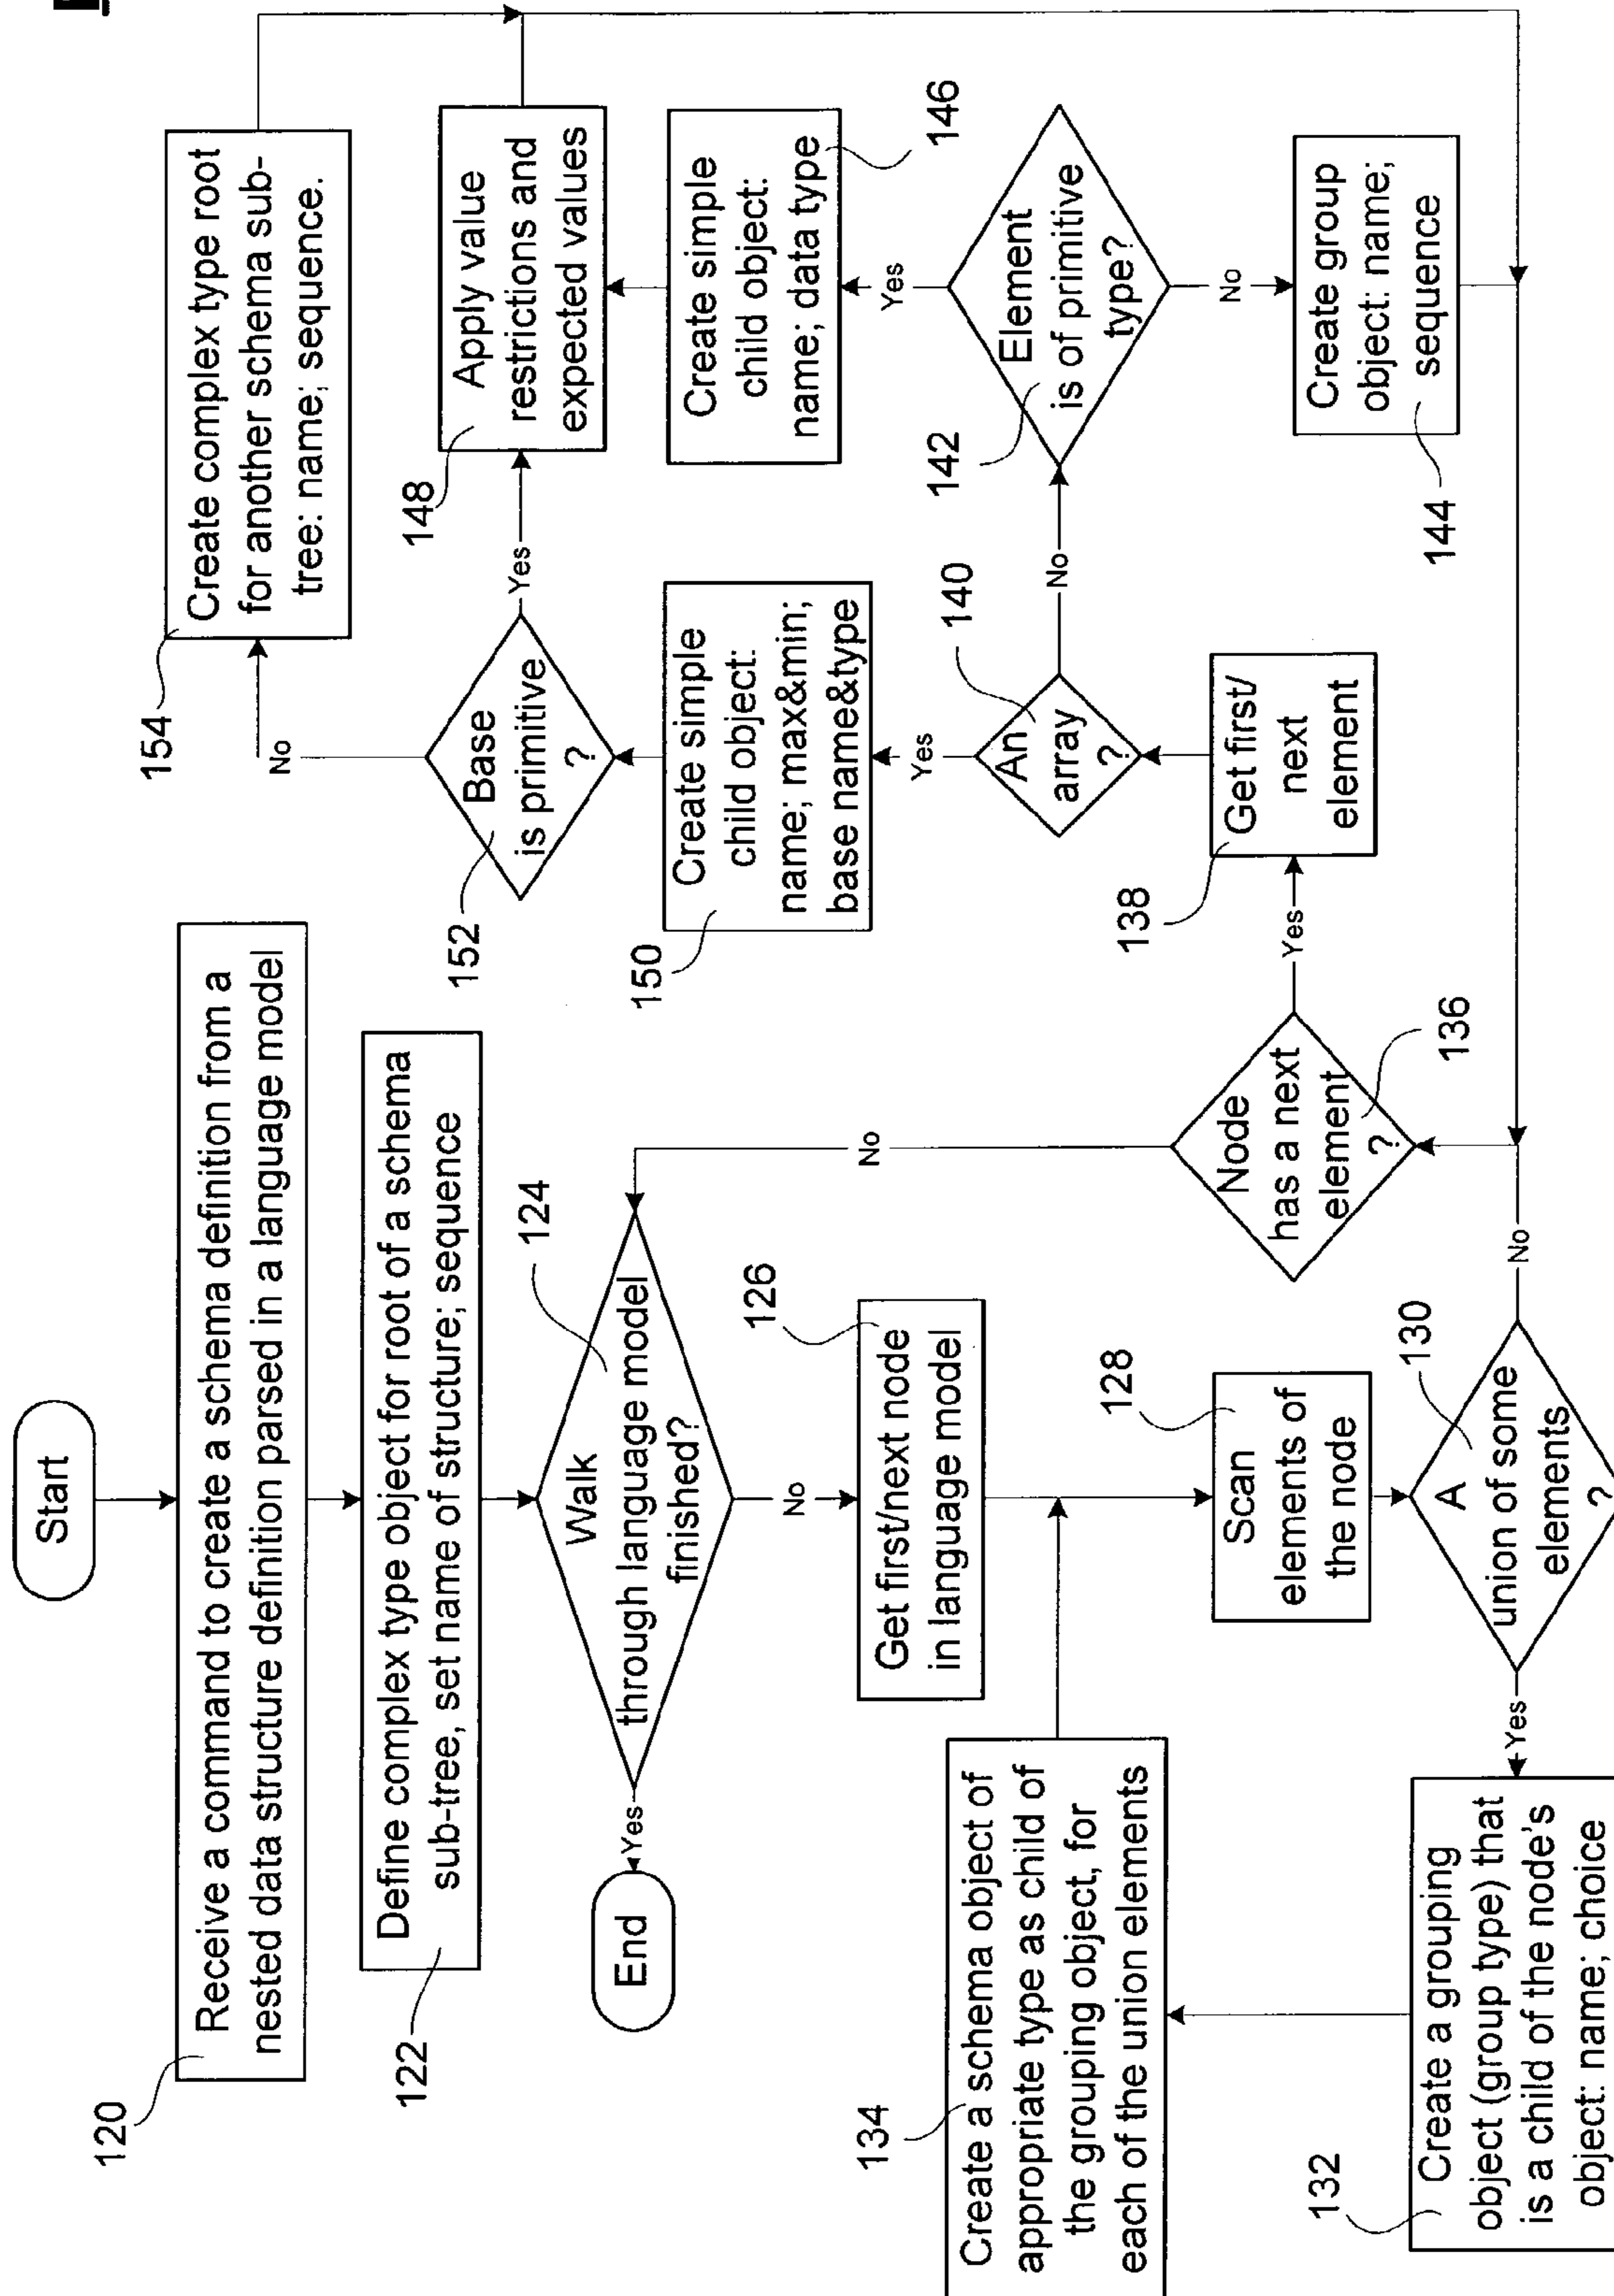 Start
120
Receive a command to create a schema definition from a
nested data structure definition parsed in a language model
122
Define complex type object for root of a schema
sub-tree, set name of structure; sequence
124
Walk
through language model
finished?
Yes
End
No
126
Get first/next node
in language model
128
Scan
elements of
the node
130
A
union of some
elements
?
Yes
No
132
Create a grouping
object (group type) that
is a child of the node's
object: name; choice
134
Create a schema object of
appropriate type as child of
the grouping object, for
each of the union elements
136
Node
has a next
element
?
No
Yes
138
Get first/
next
element
140
An
array
?
Yes
No
142
Element
is of primitive
type?
Yes
No
144
Create group
object: name;
sequence
146
Create simple
child object:
name; data type
148
Apply value
restrictions and
expected values
150
Create simple
child object:
name; max&min;
base name&type
152
Base
is primitive
?
Yes
No
154
Create complex type root
for another schema sub-
tree: name; sequence.